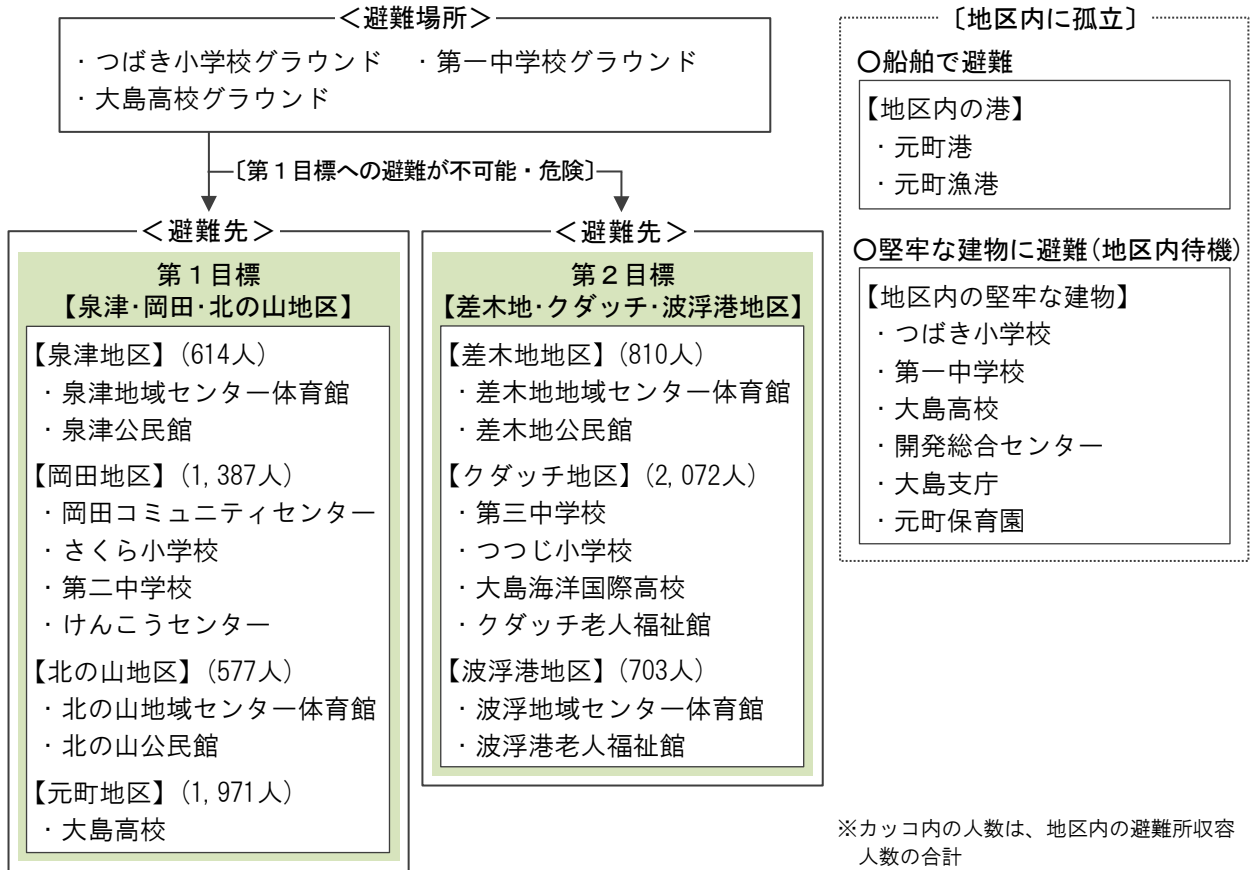 ＜避難場所＞
・つばき小学校グラウンド　・第一中学校グラウンド
・大島高校グラウンド
〔第１目標への避難が不可能・危険〕
＜避難先＞
第１目標
【泉津・岡田・北の山地区】
【泉津地区】(614人)
・泉津地域センター体育館
・泉津公民館
【岡田地区】(1,387人)
・岡田コミュニティセンター
・さくら小学校
・第二中学校
・けんこうセンター
【北の山地区】(577人)
・北の山地域センター体育館
・北の山公民館
【元町地区】(1,971人)
・大島高校
＜避難先＞
第２目標
【差木地・クダッチ・波浮港地区】
【差木地地区】(810人)
・差木地地域センター体育館
・差木地公民館
【クダッチ地区】(2,072人)
・第三中学校
・つつじ小学校
・大島海洋国際高校
・クダッチ老人福祉館
【波浮港地区】(703人)
・波浮地域センター体育館
・波浮港老人福祉館
〔地区内に孤立〕
○船舶で避難
【地区内の港】
・元町港
・元町漁港
○堅牢な建物に避難(地区内待機)
【地区内の堅牢な建物】
・つばき小学校
・第一中学校
・大島高校
・開発総合センター
・大島支庁
・元町保育園
※カッコ内の人数は、地区内の避難所収容
人数の合計